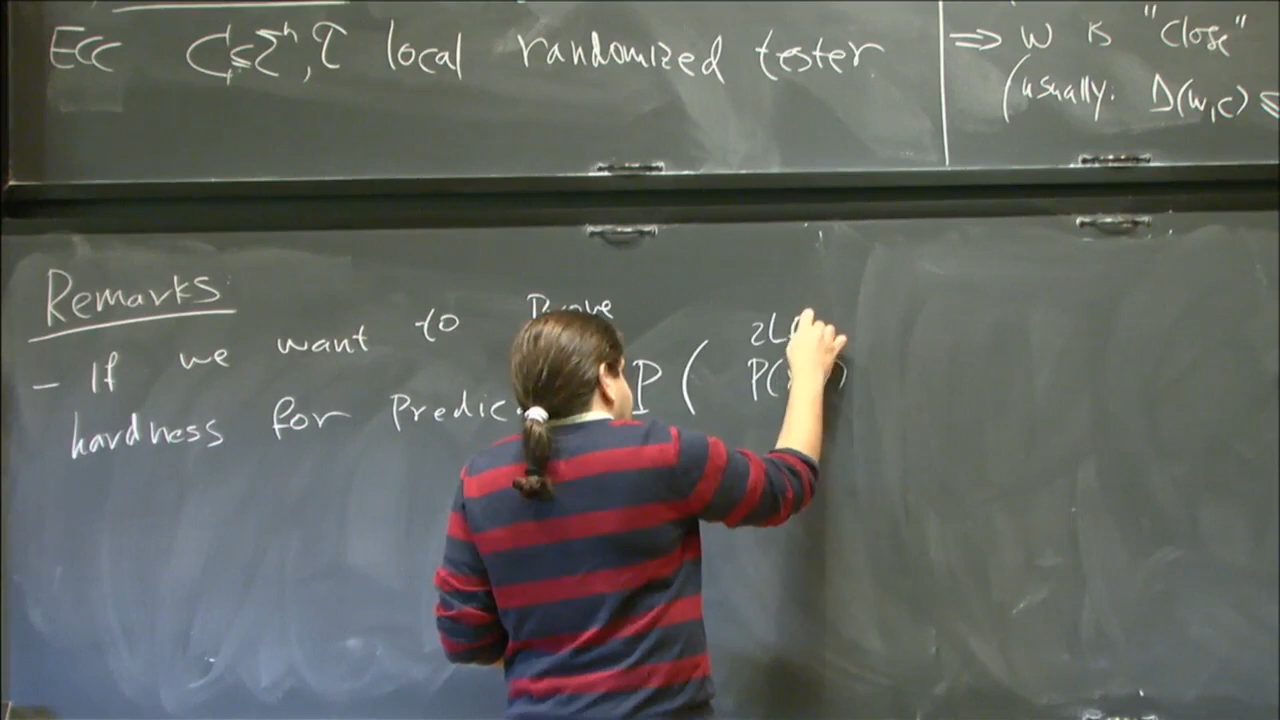 Ecc C⊆Σⁿ, T local randomized tester
⇒ w is "close"
(usually. Δ(w,c) ≤
Remarks
- If we want to Prove
hardness for Predic
P (
2L
P(